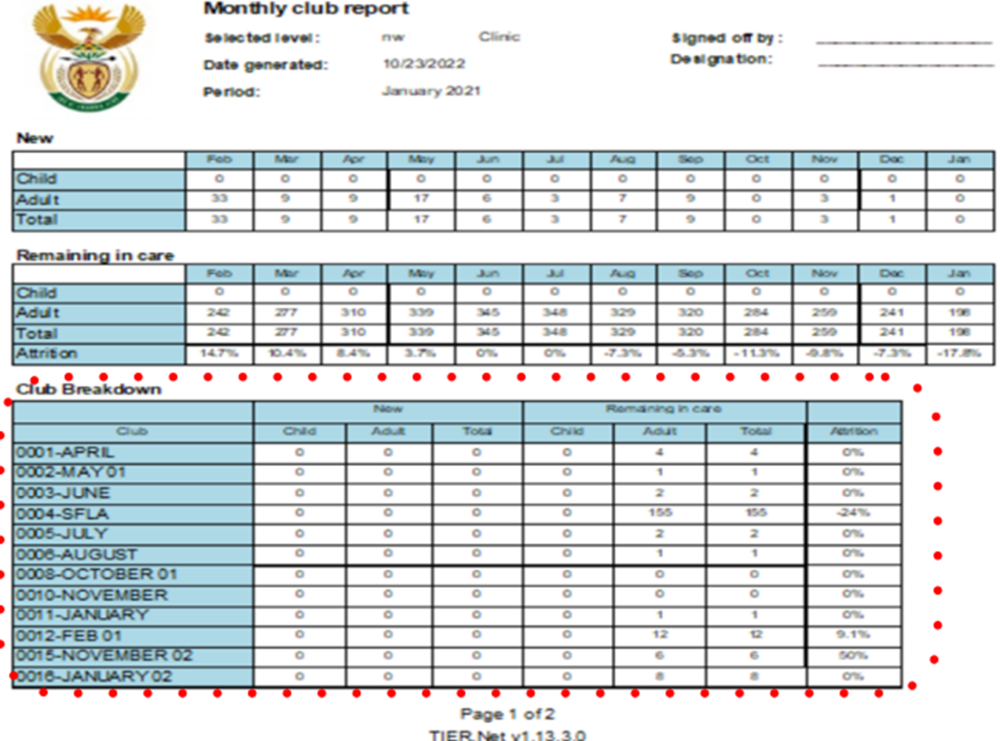 Monthly club report
Selected level: nw Clinic Signed off by: ____________________
Date generated: 10/23/2022 Designation: ____________________
Period: January 2021
New
Feb Mar Apr May Jun Jul Aug Sep Oct Nov Dec Jan
Child 0 0 0 0 0 0 0 0 0 0 0 0
Adult 33 9 9 17 6 3 7 9 0 3 1 0
Total 33 9 9 17 6 3 7 9 0 3 1 0
Remaining in care
Feb Mar Apr May Jun Jul Aug Sep Oct Nov Dec Jan
Child 0 0 0 0 0 0 0 0 0 0 0 0
Adult 242 277 310 339 345 348 329 320 284 259 241 198
Total 242 277 310 339 345 348 329 320 284 259 241 198
Attrition 14.7% 10.4% 8.4% 3.7% 0% 0% -7.3% -5.3% -11.3% -9.8% -7.3% -17.8%
Club Breakdown
New Remaining in care
Club Child Adult Total Child Adult Total Attrition
0001-APRIL 0 0 0 0 4 4 0%
0002-MAY 01 0 0 0 0 1 1 0%
0003-JUNE 0 0 0 0 2 2 0%
0004-SFLA 0 0 0 0 155 155 -24%
0005-JULY 0 0 0 0 2 2 0%
0006-AUGUST 0 0 0 0 1 1 0%
0008-OCTOBER 01 0 0 0 0 0 0 0%
0010-NOVEMBER 0 0 0 0 0 0 0%
0011-JANUARY 0 0 0 0 1 1 0%
0012-FEB 01 0 0 0 0 12 12 9.1%
0015-NOVEMBER 02 0 0 0 0 6 6 50%
0016-JANUARY 02 0 0 0 0 8 8 0%
Page 1 of 2
TIER.Net v1.13.3.0